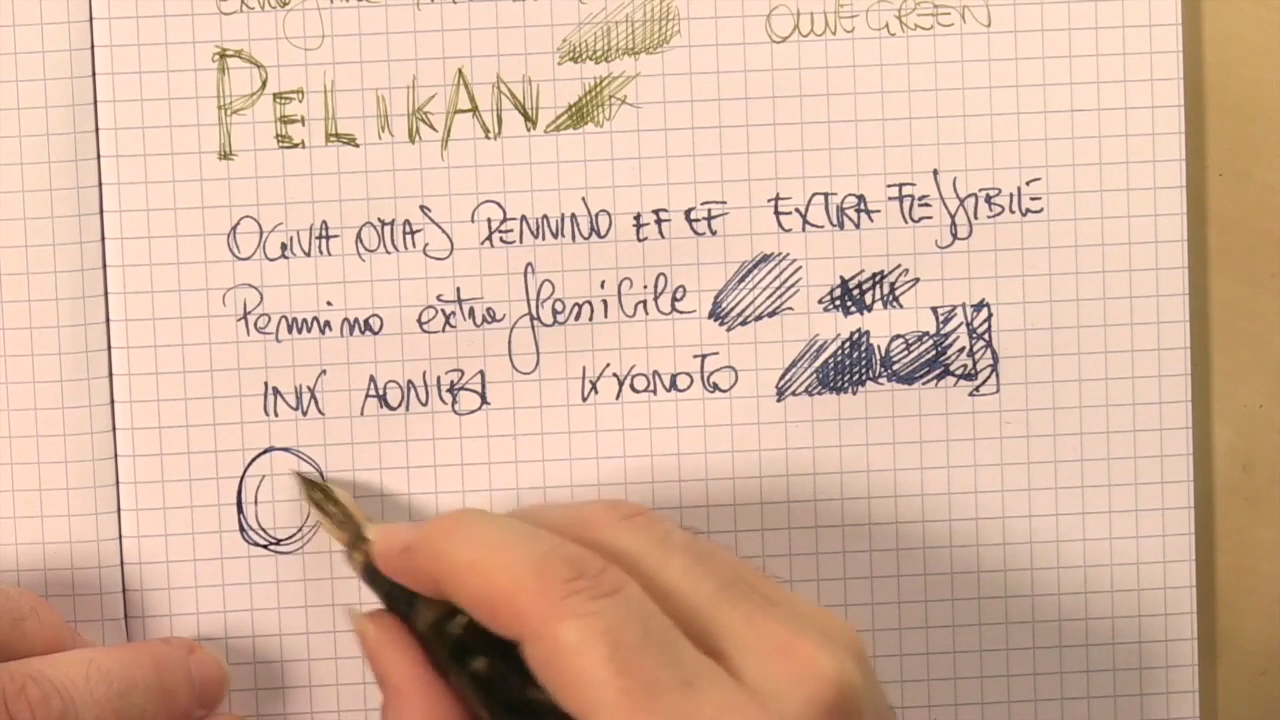 OLIVE GREEN
PELIKAN
OGIVA OMAS PENNINO EF EF EXTRA FLESSIBILE
Pennino extra flessibile
INK AONIBI KYONOTO
O